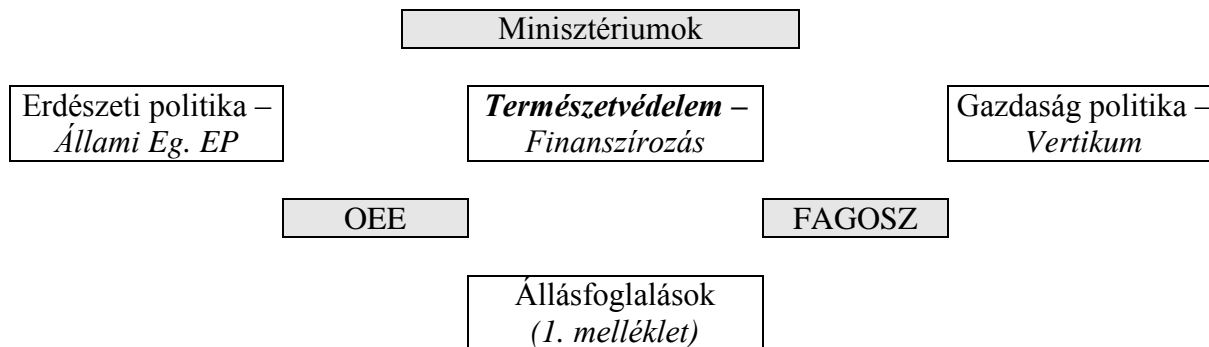 Minisztériumok
Erdészeti politika –
Állami Eg. EP
Természetvédelem –
Finanszírozás
Gazdaság politika –
Vertikum
OEE
FAGOSZ
Állásfoglalások
(1. melléklet)